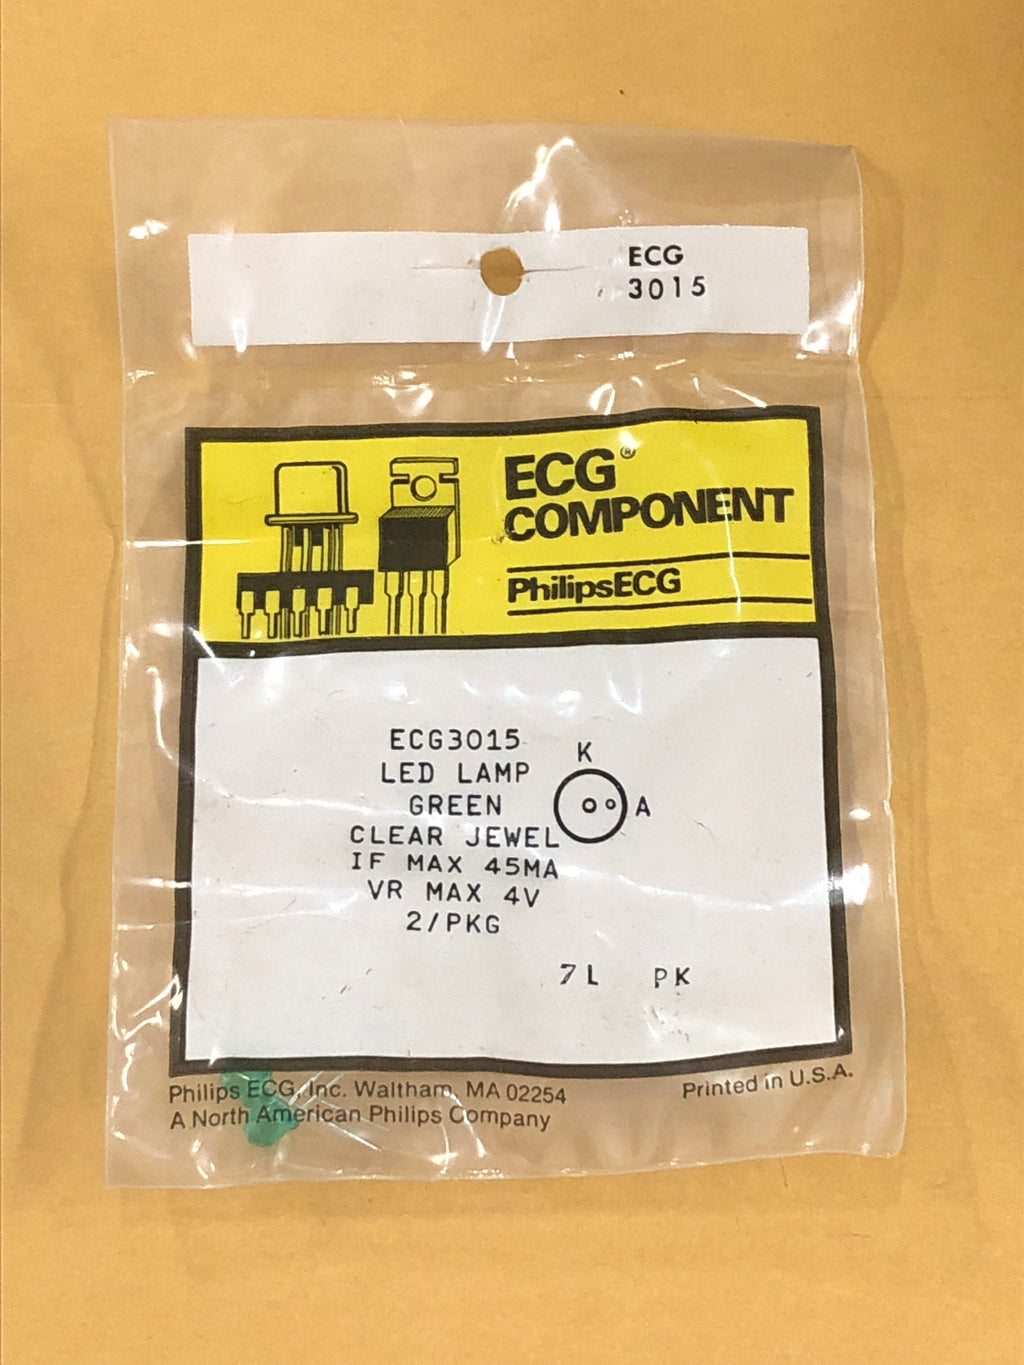 ECG
3015
ECG®
COMPONENT
PhilipsECG
ECG3015
LED LAMP
GREEN
CLEAR JEWEL
IF MAX 45MA
VR MAX 4V
2/PKG
K
A
7L PK
Philips ECG, Inc. Waltham, MA 02254
A North American Philips Company
Printed in U.S.A.